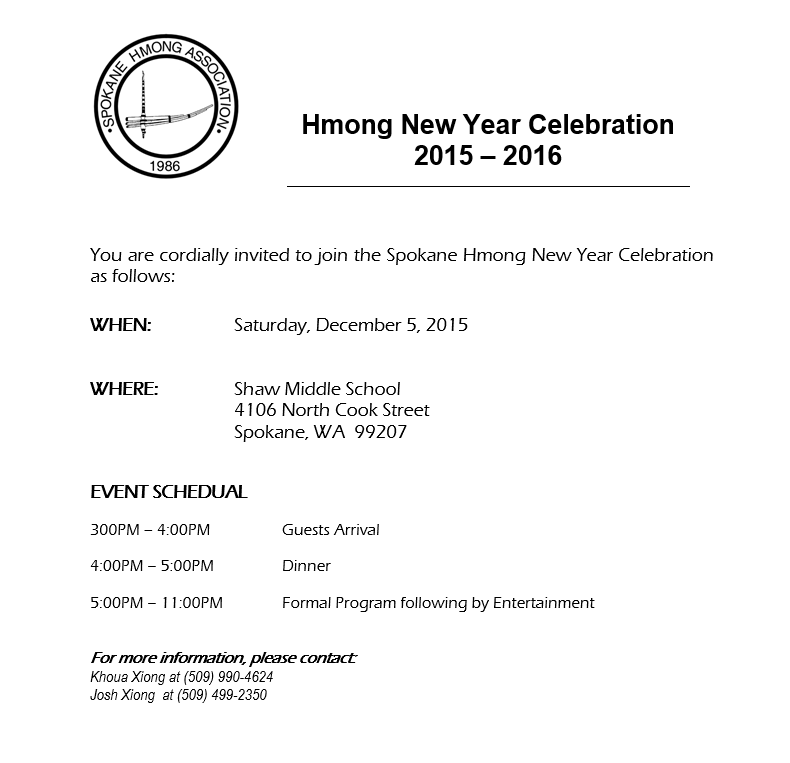 •SPOKANE HMONG ASSOCIATION•
1986
Hmong New Year Celebration
2015 – 2016
You are cordially invited to join the Spokane Hmong New Year Celebration
as follows:
WHEN: Saturday, December 5, 2015
WHERE: Shaw Middle School
4106 North Cook Street
Spokane, WA 99207
EVENT SCHEDUAL
300PM – 4:00PM Guests Arrival
4:00PM – 5:00PM Dinner
5:00PM – 11:00PM Formal Program following by Entertainment
For more information, please contact:
Khoua Xiong at (509) 990-4624
Josh Xiong at (509) 499-2350